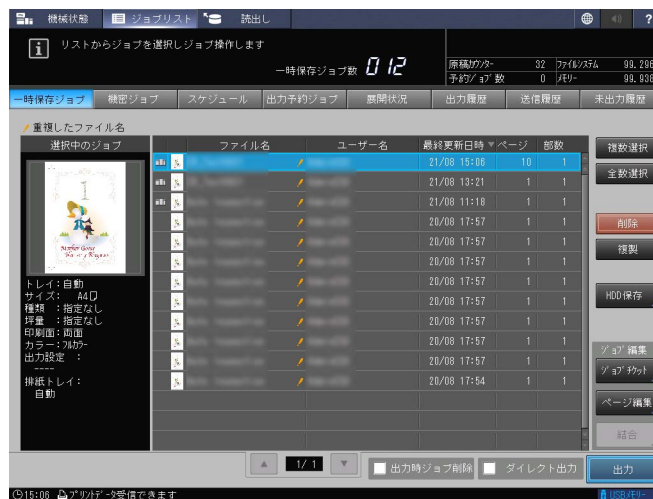 機械状態 ジョブリスト 読出し ?
リストからジョブを選択しジョブ操作します
一時保存ジョブ数 012
原稿カウンター 32 ファイルシステム 99.296
予約ジョブ数 0 メモリー 99.938
一時保存ジョブ 機密ジョブ スケジュール 出力予約ジョブ 展開状況 出力履歴 送信履歴 未出力履歴
重複したファイル名
選択中のジョブ ファイル名 ユーザー名 最終更新日時 ▼ ページ 部数
21/08 15:06 10 1
21/08 13:21 1 1
21/08 11:18 1 1
20/08 17:57 1 1
20/08 17:57 1 1
20/08 17:57 1 1
20/08 17:57 1 1
20/08 17:57 1 1
20/08 17:57 1 1
20/08 17:57 1 1
20/08 17:54 1 1
1
トレイ:自動
サイズ: A4
種類 :指定なし
坪量 :指定なし
印刷面:両面
カラー:フルカラー
出力設定 :
----
排紙トレイ:
自動
複数選択
全数選択
削除
複製
HDD保存
ジョブ編集
ジョブチケット
ページ編集
結合
1/ 1 出力時ジョブ削除 ダイレクト出力 出力
15:06 プリントデータ受信できます USBメモリー